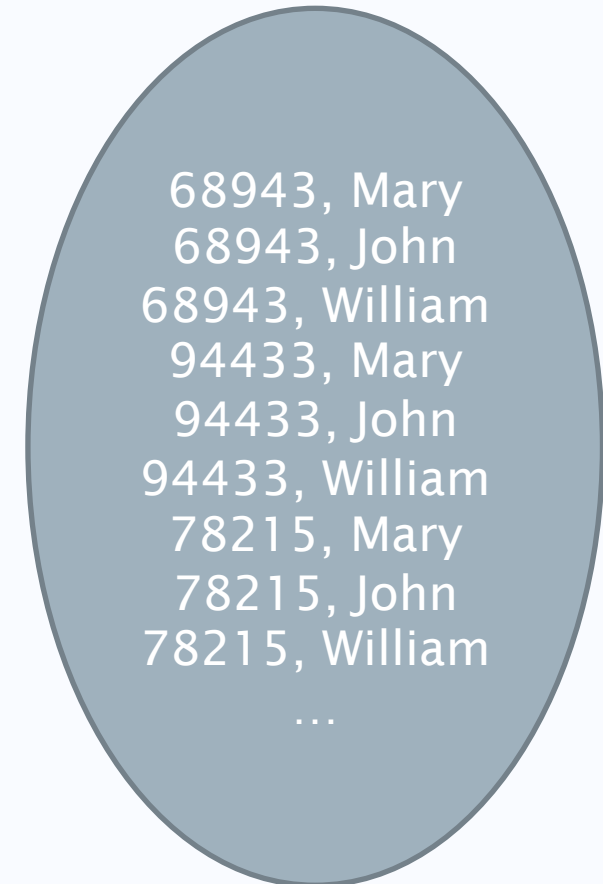 68943, Mary
68943, John
68943, William
94433, Mary
94433, John
94433, William
78215, Mary
78215, John
78215, William
…